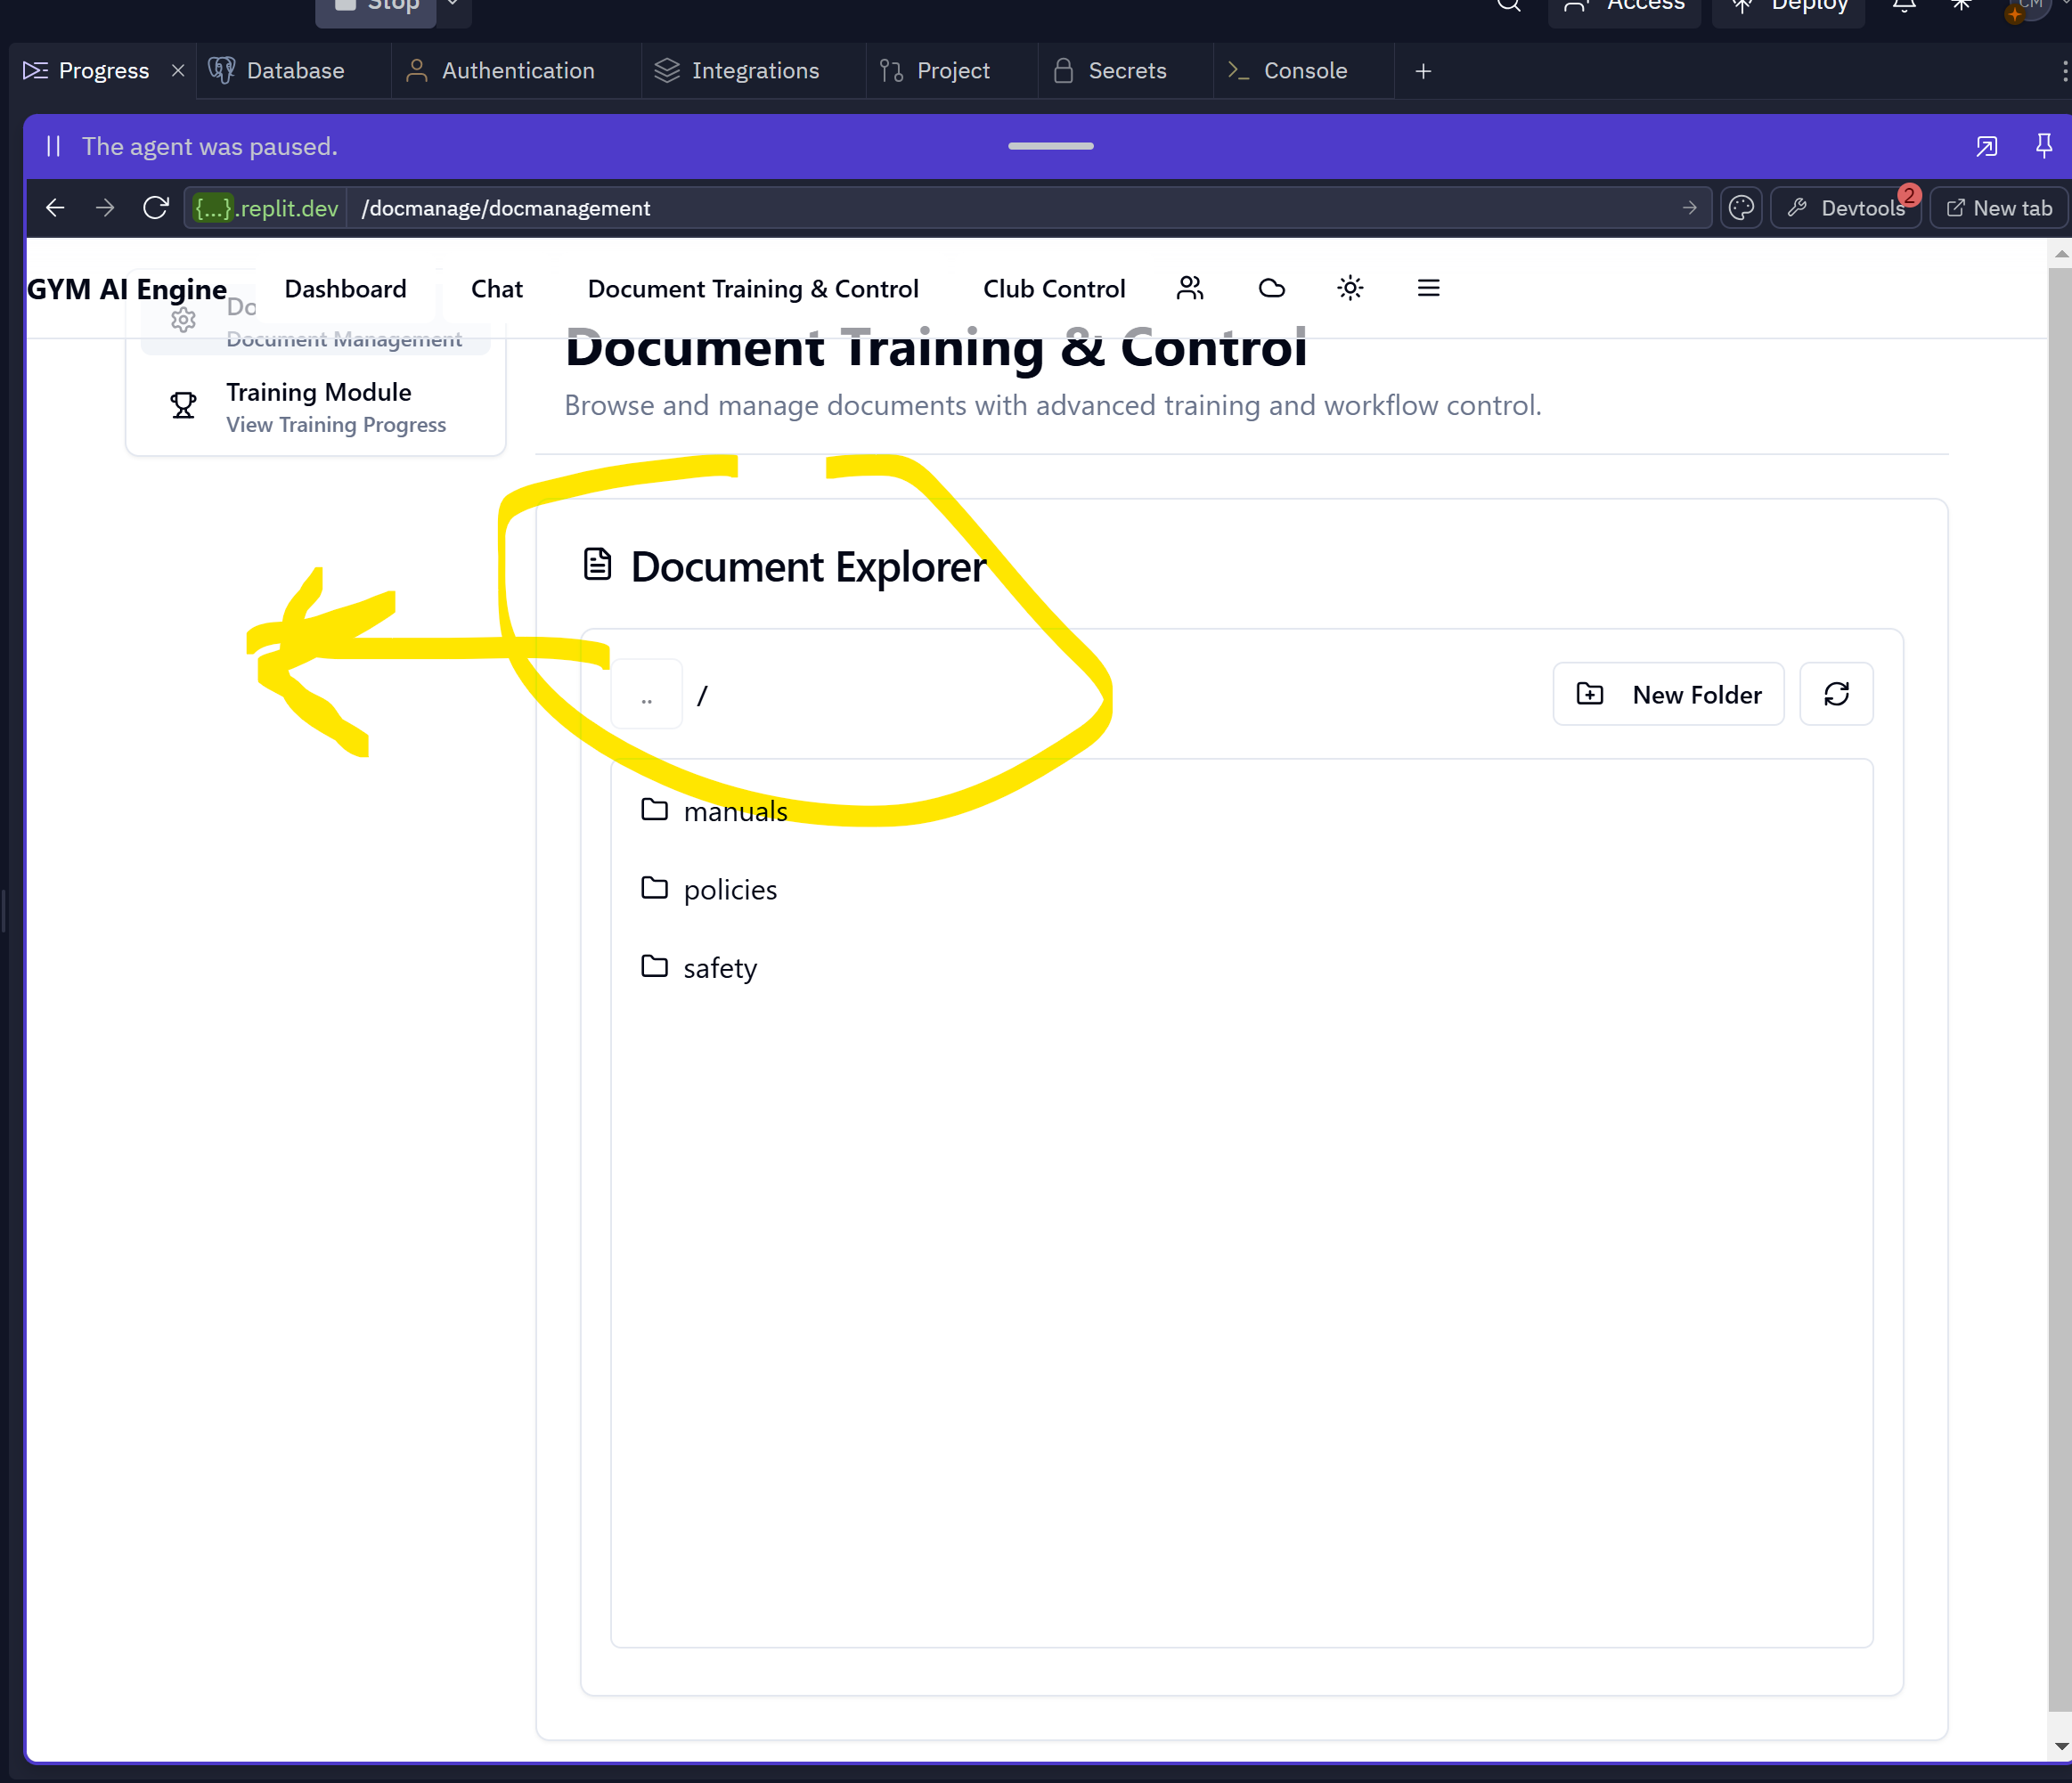 Stop Access Deploy CM
Progress Database Authentication Integrations Project Secrets Console
The agent was paused.
{...}.replit.dev /docmanage/docmanagement Devtools 2 New tab
GYM AI Engine Dashboard Chat Document Training & Control Club Control
Do
Document Management
Training Module
View Training Progress
Document Training & Control
Browse and manage documents with advanced training and workflow control.
Document Explorer
.. / New Folder
manuals
policies
safety